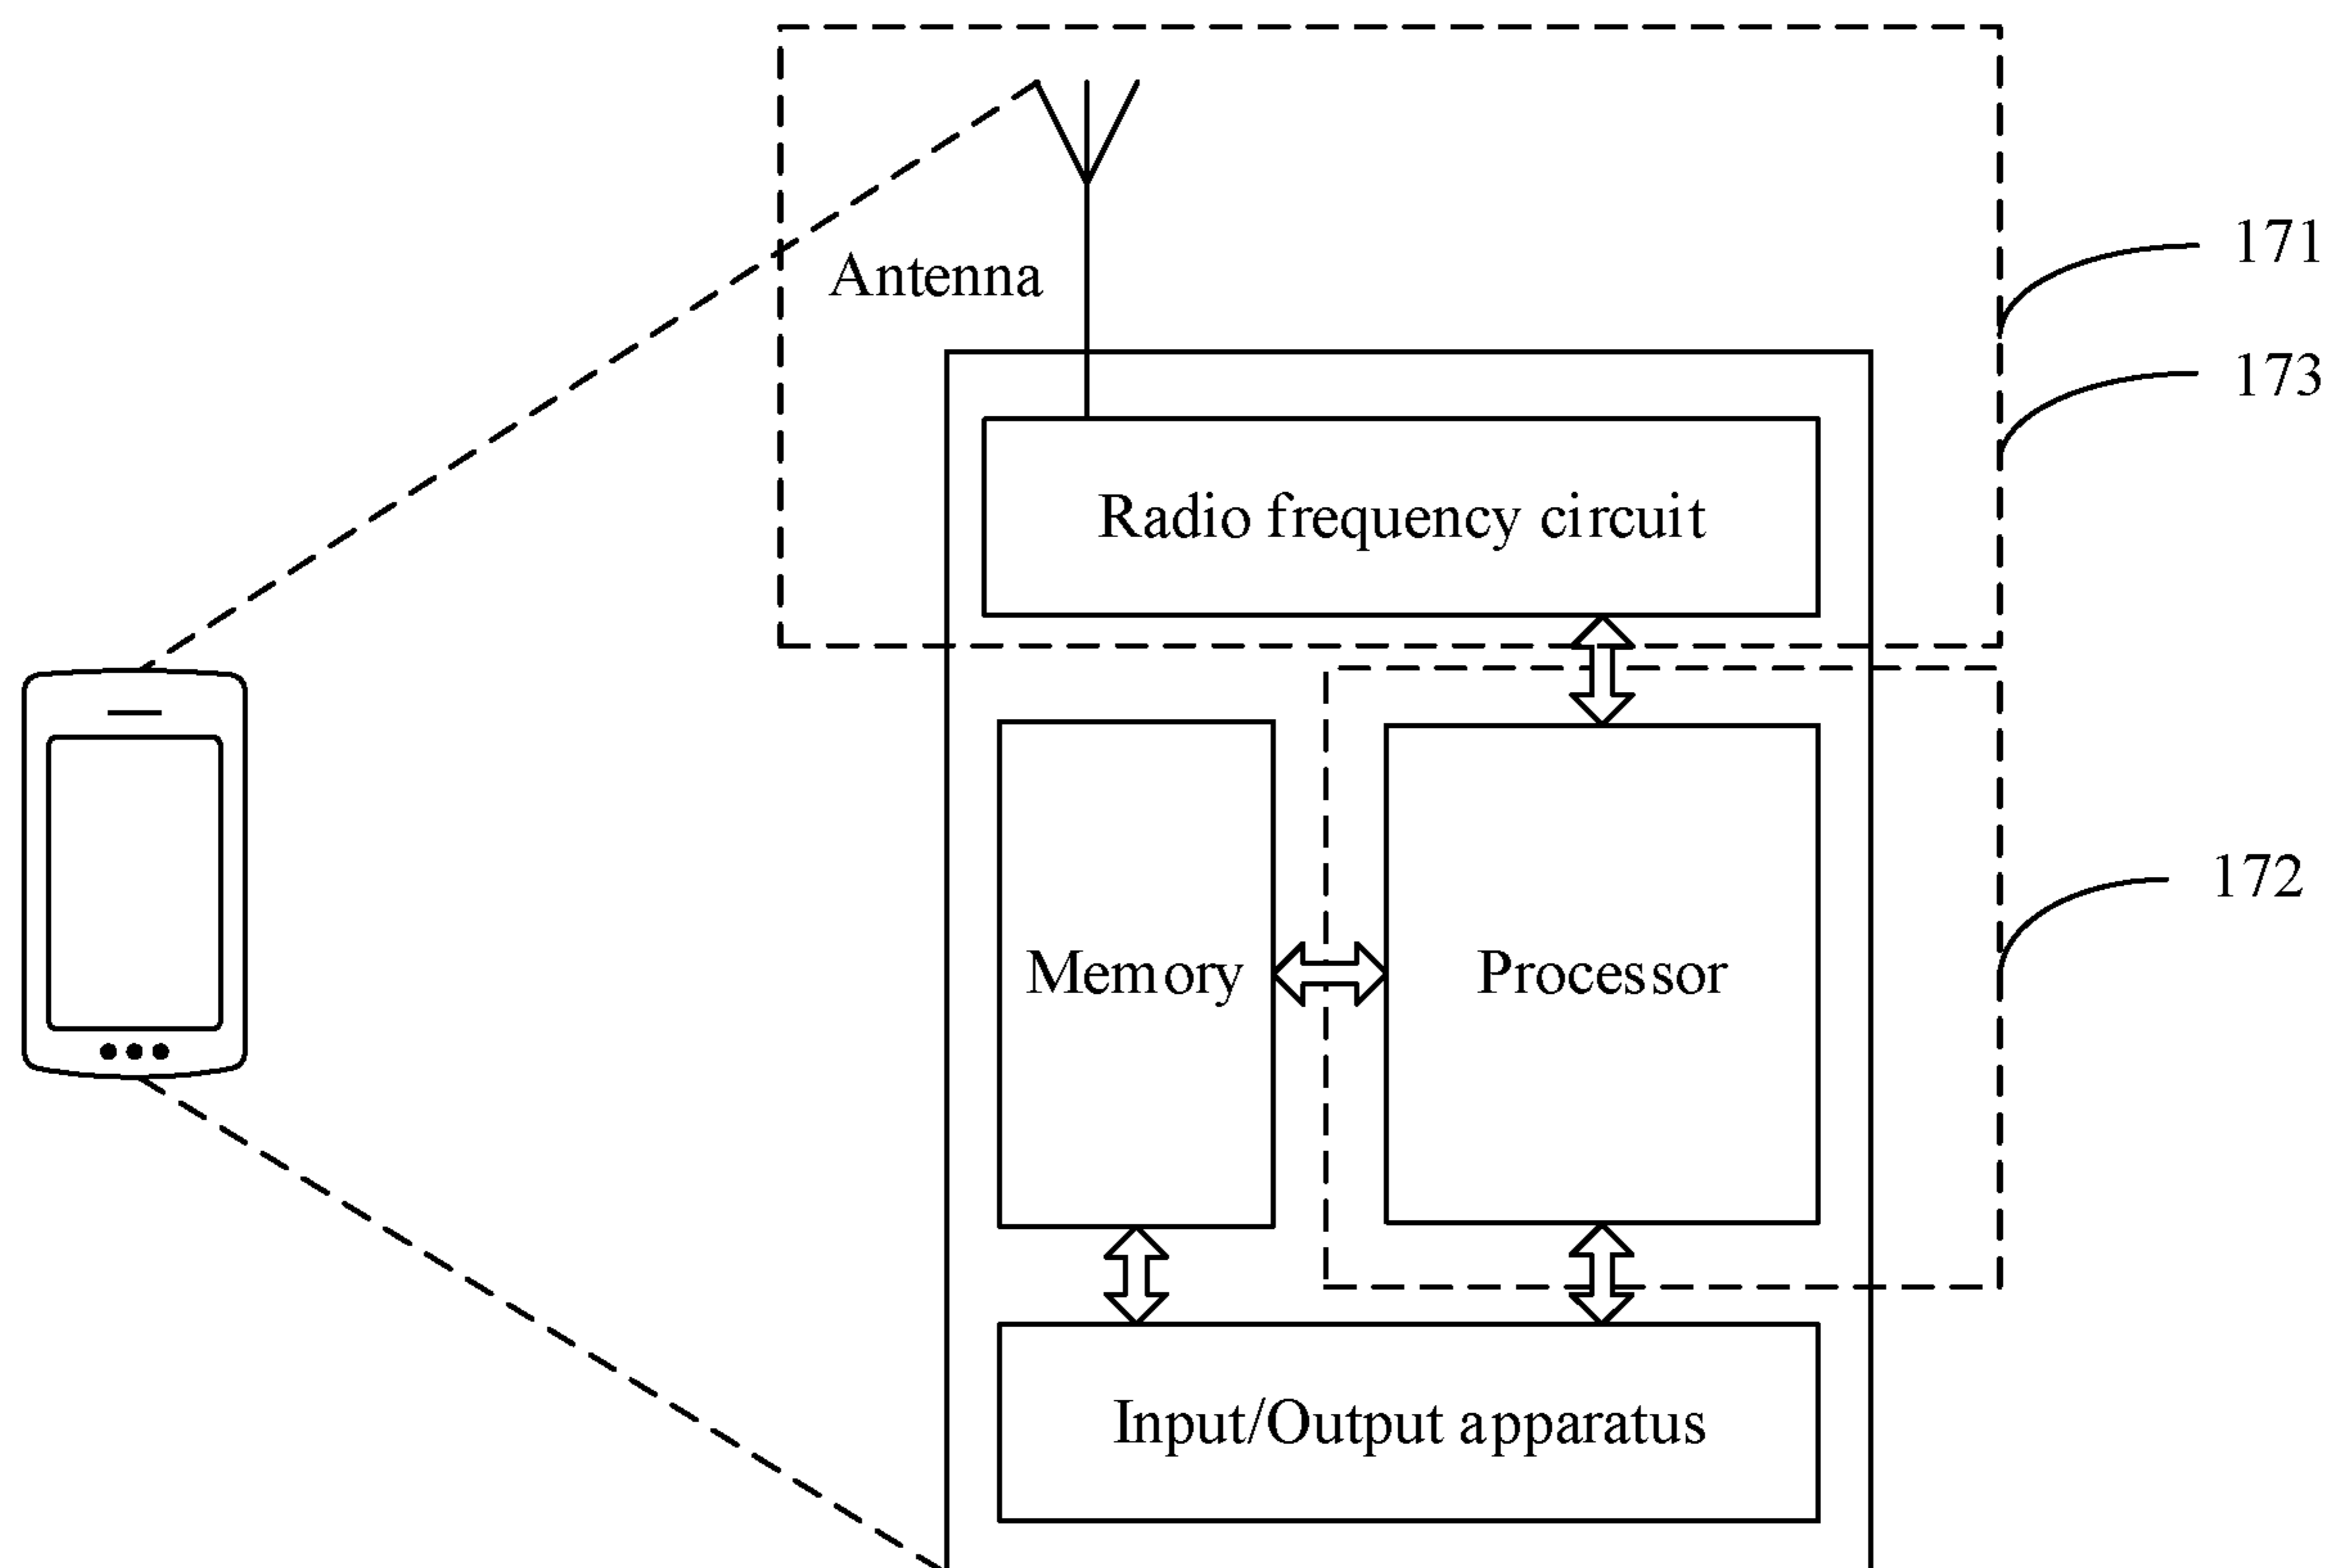 171
Antenna
173
Radio frequency circuit
172
Memory
Processor
Input/Output apparatus